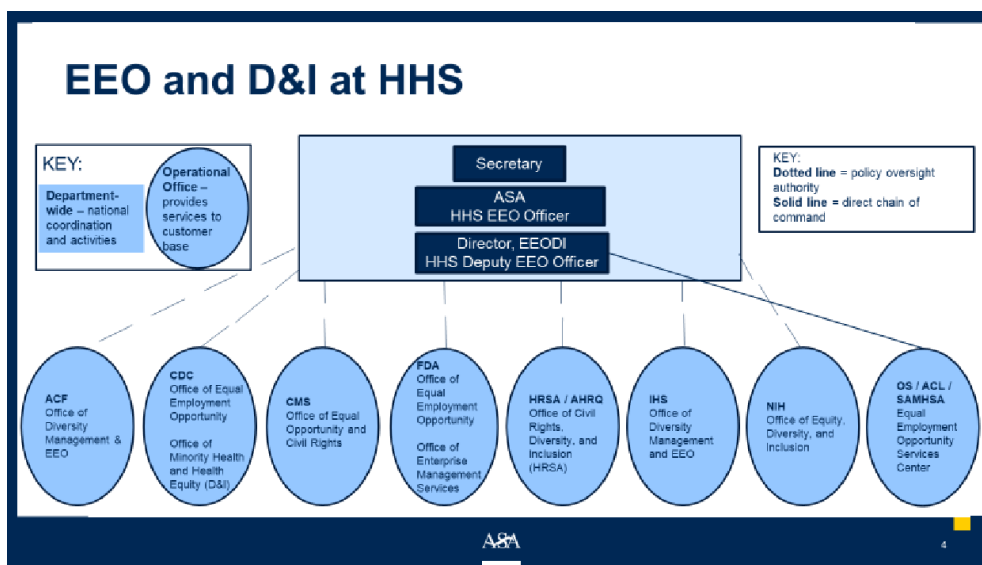 EEO and D&I at HHS
KEY:
Department-
wide – national
coordination
and activities
Operational
Office –
provides
services to
customer
base
Secretary
ASA
HHS EEO Officer
Director, EEODI
HHS Deputy EEO Officer
KEY:
Dotted line = policy oversight
authority
Solid line = direct chain of
command
ACF
Office of
Diversity
Management &
EEO
CDC
Office of Equal
Employment
Opportunity
Office of
Minority Health
and Health
Equity (D&I)
CMS
Office of Equal
Opportunity and
Civil Rights
FDA
Office of
Equal
Employment
Opportunity
Office of
Enterprise
Management
Services
HRSA / AHRQ
Office of Civil
Rights,
Diversity, and
Inclusion
(HRSA)
IHS
Office of
Diversity
Management
and EEO
NIH
Office of Equity,
Diversity, and
Inclusion
OS / ACL /
SAMHSA
Equal
Employment
Opportunity
Services
Center
ASA
4